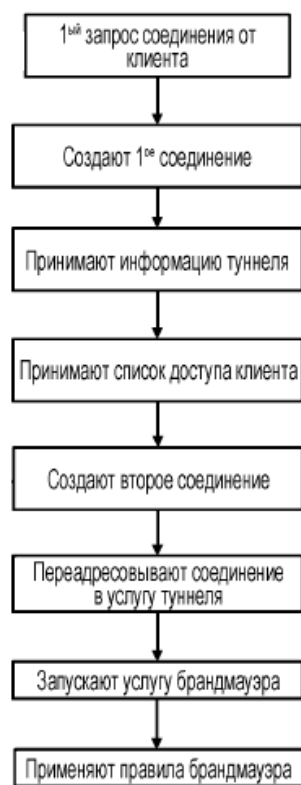 1ый запрос соединения от
клиента
Создают 1ое соединение
Принимают информацию туннеля
Принимают список доступа клиента
Создают второе соединение
Переадресовывают соединение
в услугу туннеля
Запускают услугу брандмауэра
Применяют правила брандмауэра